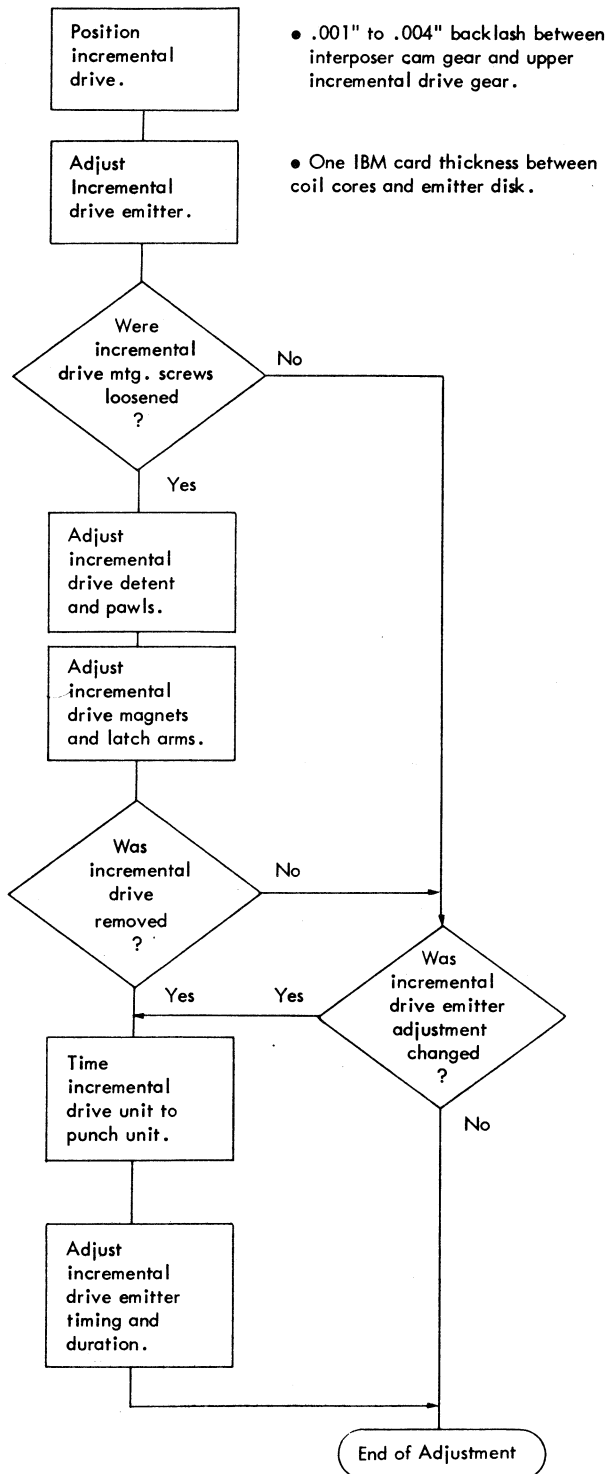 Position
incremental
drive.
● .001" to .004" backlash between
interposer cam gear and upper
incremental drive gear.
Adjust
Incremental
drive emitter.
● One IBM card thickness between
coil cores and emitter disk.
Were
incremental
drive mtg. screws
loosened
?
No
Yes
Adjust
incremental
drive detent
and pawls.
Adjust
incremental
drive magnets
and latch arms.
Was
incremental
drive
removed
?
No
Yes
Was
incremental
drive emitter
adjustment
changed
?
Yes
No
Time
incremental
drive unit to
punch unit.
Adjust
incremental
drive emitter
timing and
duration.
End of Adjustment